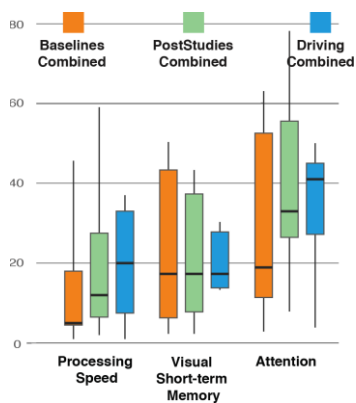 80
Baselines
Combined
PostStudies
Combined
Driving
Combined
60
40
20
0
Processing
Speed
Visual
Short-term
Memory
Attention